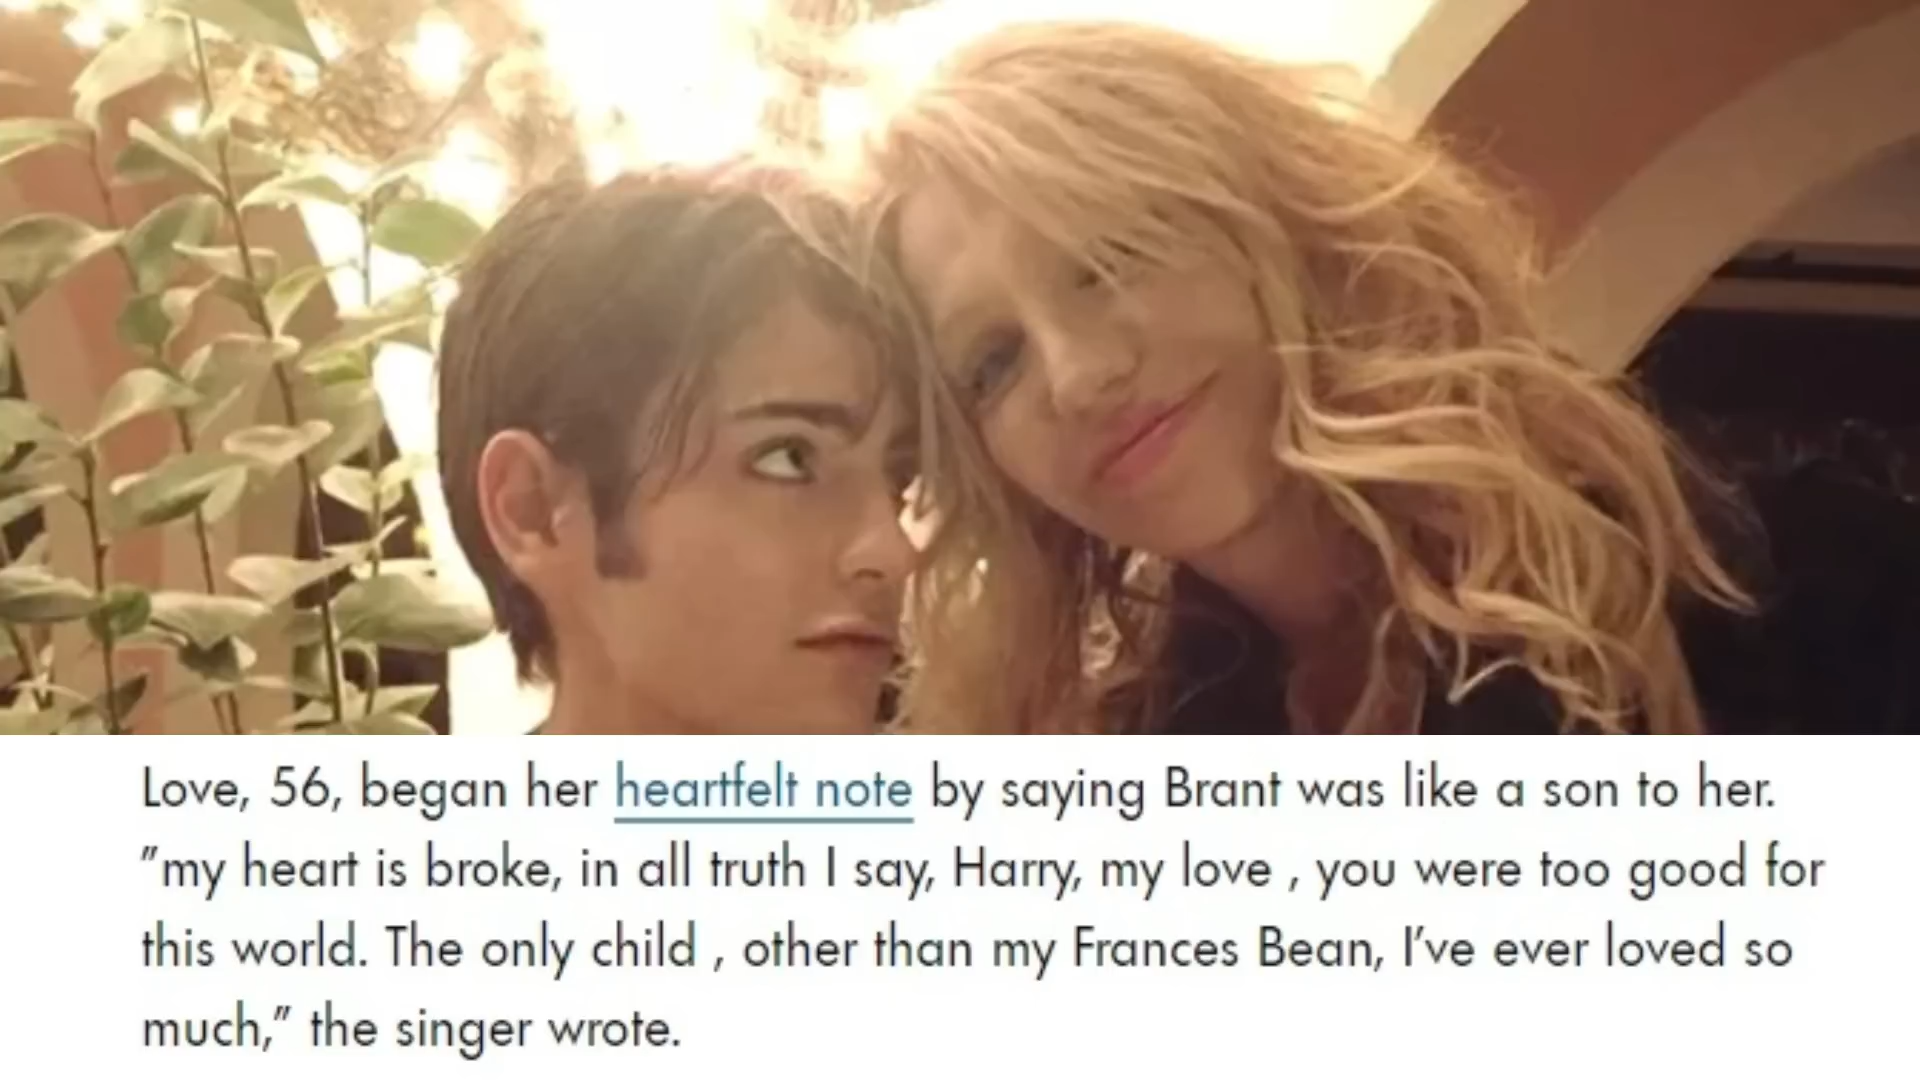 Love, 56, began her heartfelt note by saying Brant was like a son to her.
"my heart is broke, in all truth I say, Harry, my love , you were too good for
this world. The only child , other than my Frances Bean, I've ever loved so
much," the singer wrote.